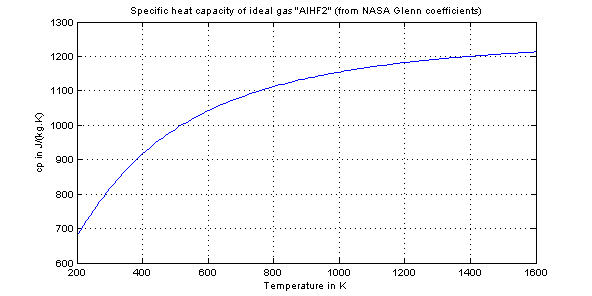 Specific heat capacity of ideal gas "AlHF2" (from NASA Glenn coefficients)
1300
1200
1100
1000
900
800
700
600
cp in J/(kg.K)
200 400 600 800 1000 1200 1400 1600
Temperature in K